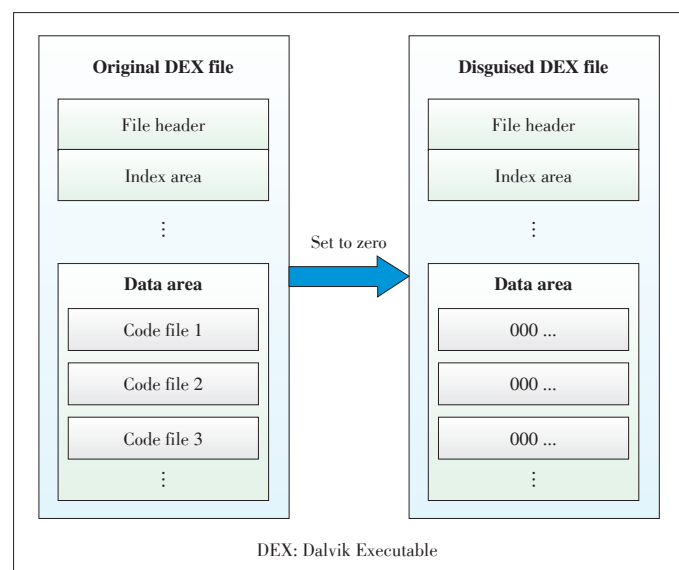 Original DEX file
File header
Index area
⋮
Data area
Code file 1
Code file 2
Code file 3
⋮
Set to zero
Disguised DEX file
File header
Index area
⋮
Data area
000 ...
000 ...
000 ...
⋮
DEX: Dalvik Executable